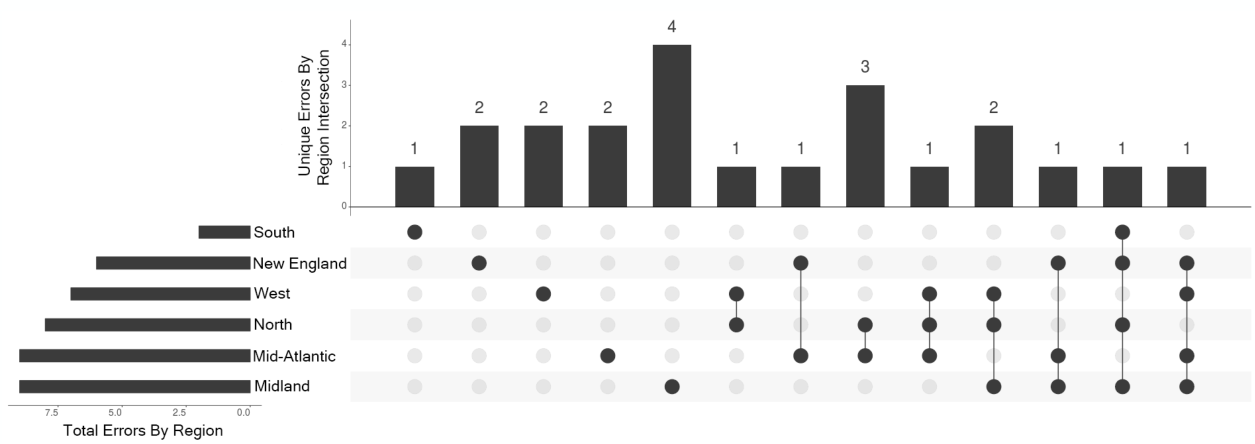 Unique Errors By
Region Intersection
4
3
2
1
0
1
2
2
2
4
1
1
3
1
2
1
1
1
South
New England
West
North
Mid-Atlantic
Midland
7.5 5.0 2.5 0.0
Total Errors By Region